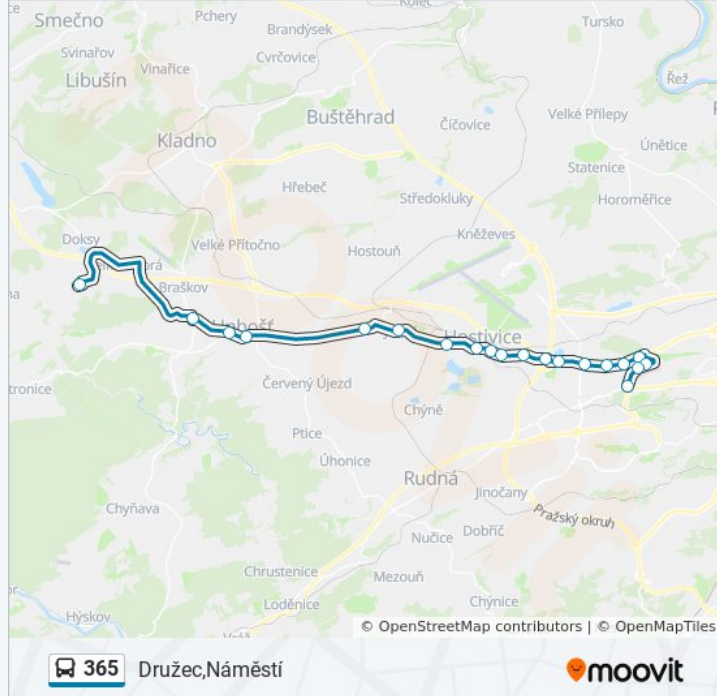 Smečno
Pchery
Brandýsek
Tursko
Svinařov
Cvrčovice
Libušín
Vinařice
Řež
Buštěhrad
Číčovice
Velké Přílepy
Kladno
Únětice
Statenice
Hřebeč
Středokluky
Horoměřice
Kněževes
Doksy
Velké Přítočno
Hostouň
Braškov
Unhošť
Hostivice
Červený Újezd
Chýně
Ptice
Úhonice
Rudná
Jinočany
Chyňava
Pražský okruh
Nučice
Dobříč
Chrustenice
Mezouň
Chýnice
Loděnice
Hýskov
© OpenStreetMap contributors | © OpenMapTiles
365 Družec,Náměstí
moovit